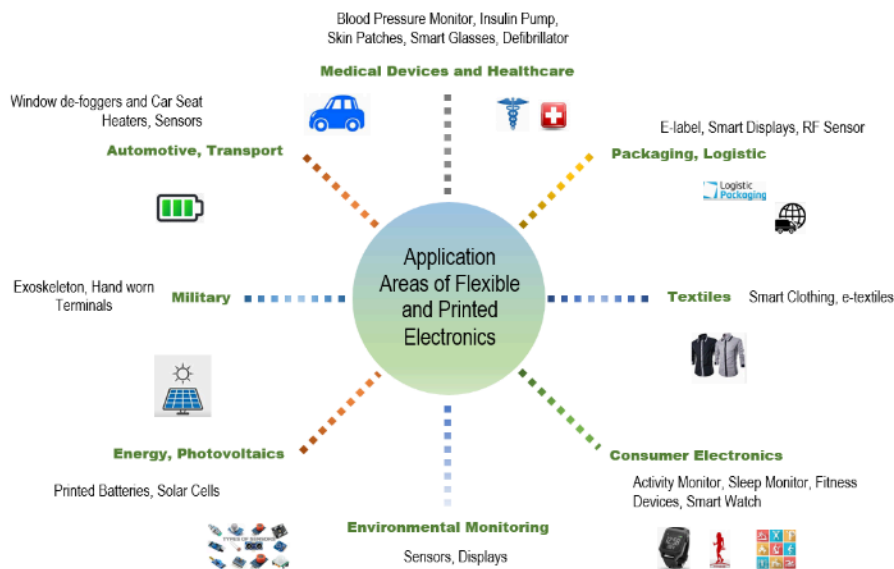 Blood Pressure Monitor, Insulin Pump,
Skin Patches, Smart Glasses, Defibrillator
Medical Devices and Healthcare
Window de-foggers and Car Seat
Heaters, Sensors
Automotive, Transport
E-label, Smart Displays, RF Sensor
Packaging, Logistic
Logistic
Packaging
Application
Areas of Flexible
and Printed
Electronics
Exoskeleton, Hand worn
Terminals
Military
Textiles
Smart Clothing, e-textiles
Energy, Photovoltaics
Printed Batteries, Solar Cells
Consumer Electronics
Activity Monitor, Sleep Monitor, Fitness
Devices, Smart Watch
Environmental Monitoring
Sensors, Displays
TYPES OF SENSORS